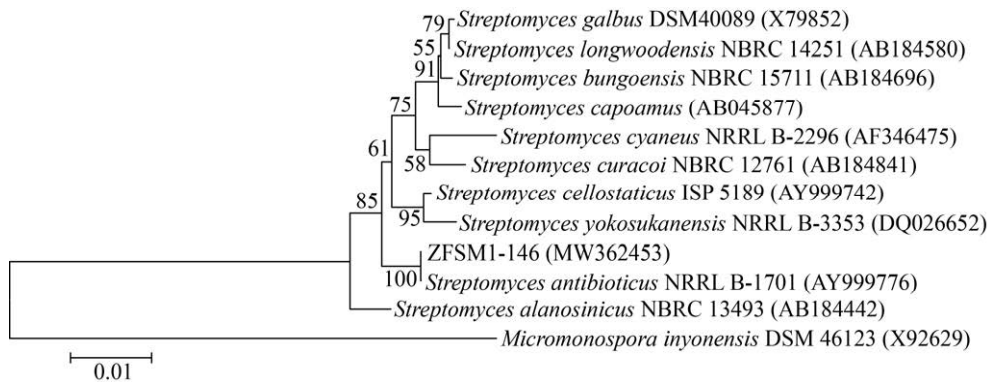 79
Streptomyces galbus DSM40089 (X79852)
55
Streptomyces longwoodensis NBRC 14251 (AB184580)
91
Streptomyces bungoensis NBRC 15711 (AB184696)
75
Streptomyces capoamus (AB045877)
Streptomyces cyaneus NRRL B-2296 (AF346475)
61
58
Streptomyces curacoi NBRC 12761 (AB184841)
Streptomyces cellostaticus ISP 5189 (AY999742)
85
95
Streptomyces yokosukanensis NRRL B-3353 (DQ026652)
ZFSM1-146 (MW362453)
100
Streptomyces antibioticus NRRL B-1701 (AY999776)
Streptomyces alanosinicus NBRC 13493 (AB184442)
Micromonospora inyonensis DSM 46123 (X92629)
0.01